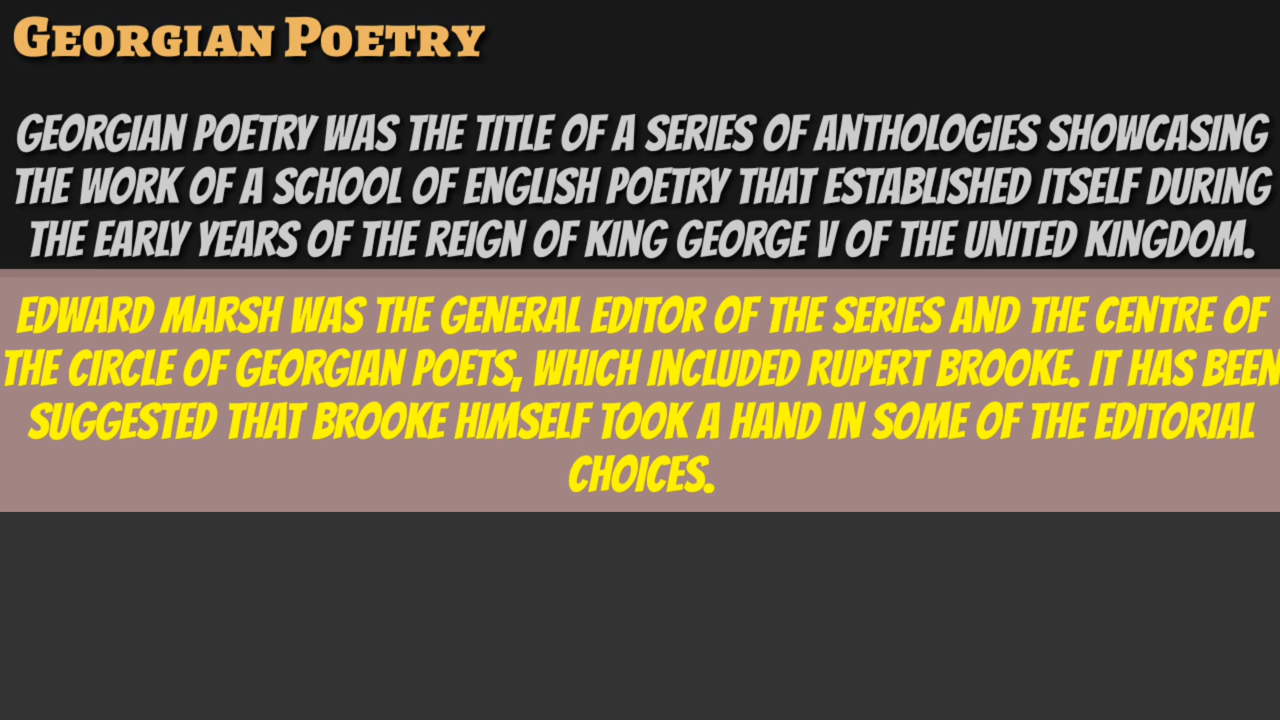 Georgian Poetry
GEORGIAN POETRY WAS THE TITLE OF A SERIES OF ANTHOLOGIES SHOWCASING
THE WORK OF A SCHOOL OF ENGLISH POETRY THAT ESTABLISHED ITSELF DURING
THE EARLY YEARS OF THE REIGN OF KING GEORGE V OF THE UNITED KINGDOM.
EDWARD MARSH WAS THE GENERAL EDITOR OF THE SERIES AND THE CENTRE OF
THE CIRCLE OF GEORGIAN POETS, WHICH INCLUDED RUPERT BROOKE. IT HAS BEEN
SUGGESTED THAT BROOKE HIMSELF TOOK A HAND IN SOME OF THE EDITORIAL
CHOICES.